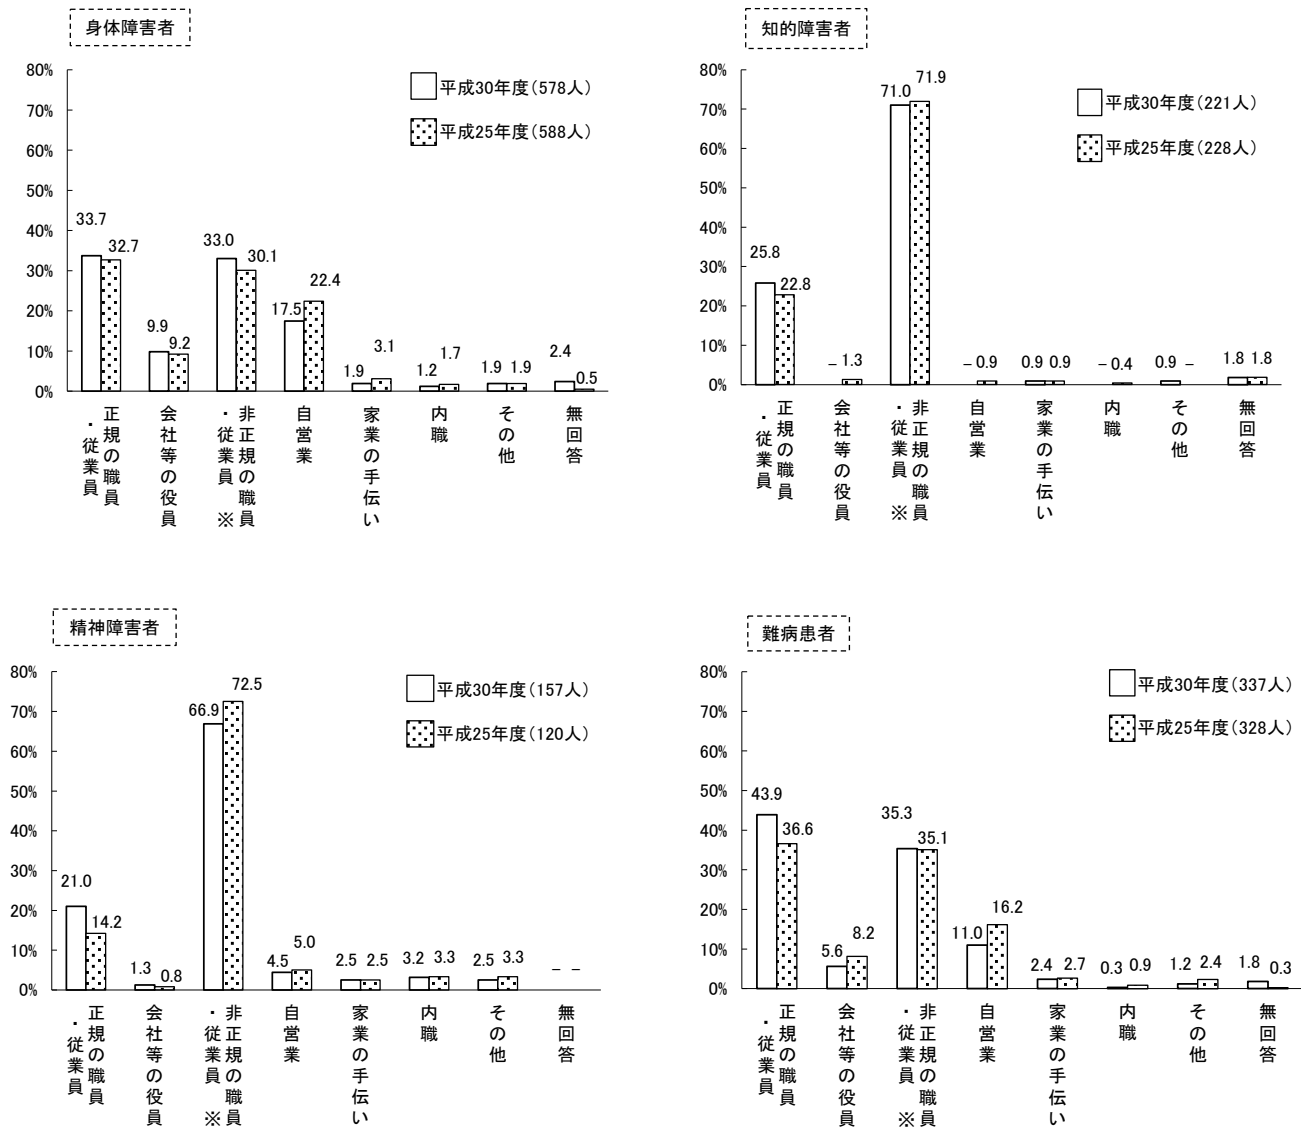 身体障害者
80%
70%
60%
50%
40%
30%
20%
10%
0%
平成30年度(578人)
平成25年度(588人)
33.7
32.7
9.9
9.2
33.0
30.1
17.5
22.4
1.9
3.1
1.2
1.7
1.9
1.9
2.4
0.5
正規の職員
・従業員
会社等の役員
非正規の職員
・従業員 ※
自営業
家業の手伝い
内職
その他
無回答
知的障害者
80%
70%
60%
50%
40%
30%
20%
10%
0%
平成30年度(221人)
平成25年度(228人)
25.8
22.8
–
1.3
71.0
71.9
–
0.9
0.9
0.9
–
0.4
0.9
–
1.8
1.8
正規の職員
・従業員
会社等の役員
非正規の職員
・従業員 ※
自営業
家業の手伝い
内職
その他
無回答
精神障害者
80%
70%
60%
50%
40%
30%
20%
10%
0%
平成30年度(157人)
平成25年度(120人)
21.0
14.2
1.3
0.8
66.9
72.5
4.5
5.0
2.5
2.5
3.2
3.3
2.5
3.3
–
–
正規の職員
・従業員
会社等の役員
非正規の職員
・従業員 ※
自営業
家業の手伝い
内職
その他
無回答
難病患者
80%
70%
60%
50%
40%
30%
20%
10%
0%
平成30年度(337人)
平成25年度(328人)
43.9
36.6
5.6
8.2
35.3
35.1
11.0
16.2
2.4
2.7
0.3
0.9
1.2
2.4
1.8
0.3
正規の職員
・従業員
会社等の役員
非正規の職員
・従業員 ※
自営業
家業の手伝い
内職
その他
無回答